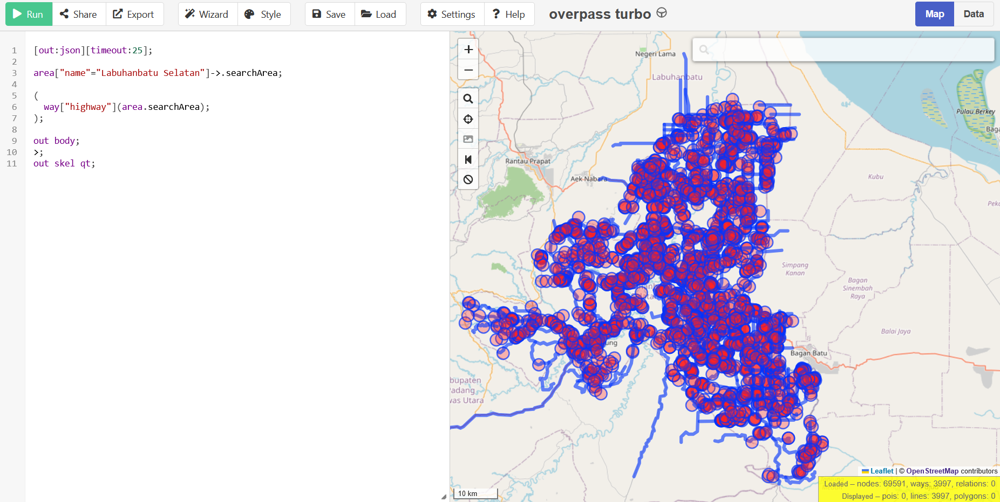 Run Share Export Wizard Style Save Load Settings Help overpass turbo Map Data
1 [out:json][timeout:25];
2
3 area["name"="Labuhanbatu Selatan"]->.searchArea;
4
5 (
6 way["highway"](area.searchArea);
7 );
8
9 out body;
10 >;
11 out skel qt;
+
−
Negeri Lama
Labuhanbatu
Pulau Berkey
Baga
Rantau Prapat
Aek Nabara
Kubu
Peka
Simpang
Kanan
Bagan
Sinembah
Raya
Balai Jaya
ung
Bagan Batu
bupaten
Padang
was Utara
Leaflet | © OpenStreetMap contributors
10 km
Loaded – nodes: 69591, ways: 3997, relations: 0
Displayed – pois: 0, lines: 3997, polygons: 0